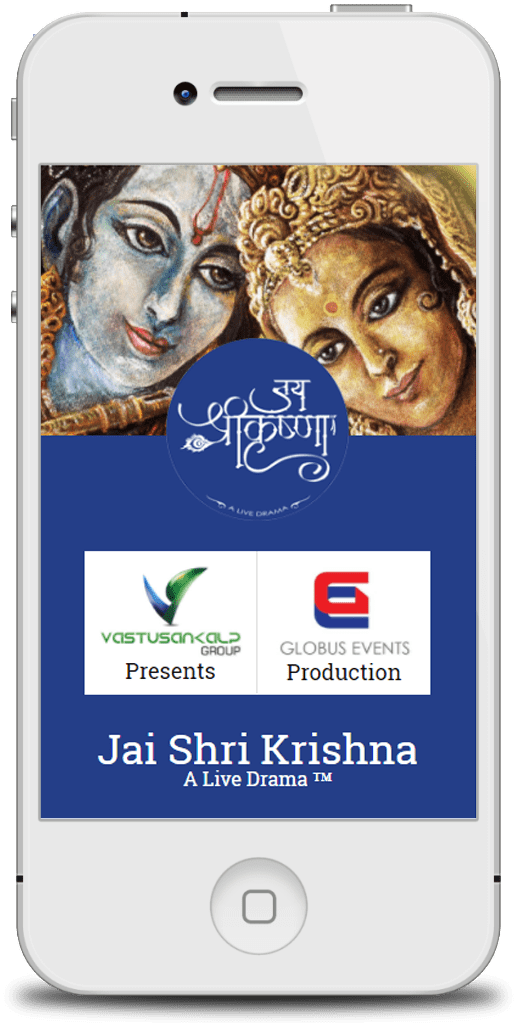 जय
श्रीकृष्णा
A LIVE DRAMA
VASTUSANKALP
GROUP
Presents
GLOBUS EVENTS
Production
Jai Shri Krishna
A Live Drama ™